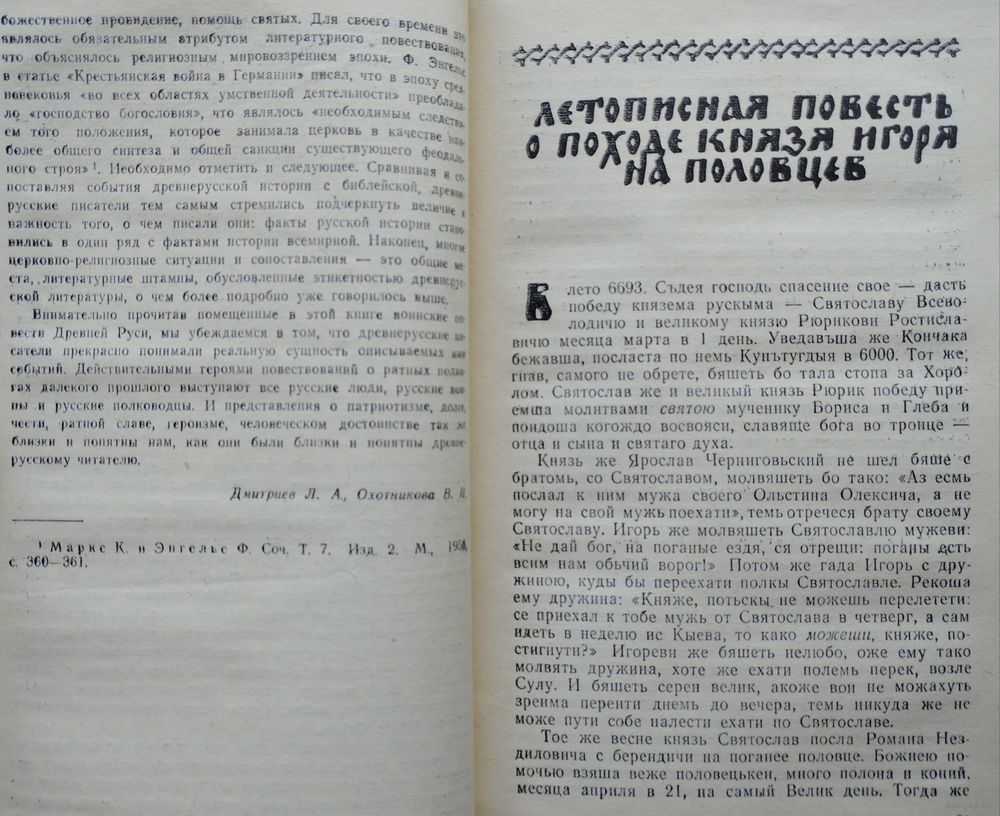 божественное провидение, помощь святых. Для своего времени это
являлось обязательным атрибутом литературного повествования,
что объяснялось религиозным мировоззрением эпохи. Ф. Энгельс
в статье «Крестьянская война в Германии» писал, что в эпоху сред-
невековья «во всех областях умственной деятельности» преоблада-
ло «господство богословия», что являлось «необходимым следстви-
ем того положения, которое занимала церковь в качестве наи-
более общего синтеза и общей санкции существующего феодаль-
ного строя»¹. Необходимо отметить и следующее. Сравнивая и со-
поставляя события древнерусской истории с библейской, древне-
русские писатели тем самым стремились подчеркнуть величие и
важность того, о чем писали они: факты русской истории стано-
вились в один ряд с фактами истории всемирной. Наконец, многие
церковно-религиозные ситуации и сопоставления — это общие ме-
ста, литературные штампы, обусловленные этикетностью древнерус-
ской литературы, о чем более подробно уже говорилось выше.
Внимательно прочитав помещенные в этой книге воинские по-
вести Древней Руси, мы убеждаемся в том, что древнерусские пи-
сатели прекрасно понимали реальную сущность описываемых ими
событий. Действительными героями повествований о ратных подви-
гах далекого прошлого выступают все русские люди, русские вои-
ны и русские полководцы. И представления о патриотизме, долге,
чести, ратной славе, героизме, человеческом достоинстве так же
близки и понятны нам, как они были близки и понятны древне-
русскому читателю.
Дмитриев Л. А., Охотникова В. И.
¹ Маркс К. и Энгельс Ф. Соч. Т. 7. Изд. 2. М.,
с. 360—361.
ЛЕТОПИСНАЯ ПОВЕСТЬ
О ПОХОДЕ КНЯЗЯ ИГОРЯ
НА ПОЛОВЦЕВ
В лето 6693. Съдея господь спасение свое — дасть
победу князема рускыма — Святославу Всево-
лодичю и великому князю Рюрикови Ростисла-
вичю месяца марта в 1 день. Уведавъша же Кончака
бежавша, посласта по немь Кунътугдыя в 6000. Тот же,
гнав, самого не обрете, бяшеть бо тала стопа за Хоро-
лом. Святослав же и великый князь Рюрик победу при-
емша молитвами святою мученику Бориса и Глеба и
поидоша когождо восвояси, славяще бога во троице —
отца и сына и святаго духа.
Князь же Ярослав Черниговьский не шел бяше с
братомь, со Святославом, молвяшеть бо тако: «Аз есмь
послал к ним мужа своего Ольстина Олексича, а не
могу на свой мужь поехати», темь отречеся брату своему
Святославу. Игорь же молвяшеть Святославлю мужеви:
«Не дай бог, на поганые ездя, ся отрещи: поганы есть
всим нам обьчий ворог!» Потом же гада Игорь с дру-
жиною, куды бы переехати полкы Святославле. Рекоша
ему дружина: «Княже, потьскы не можешь перелетети:
се приехал к тобе мужь от Святослава в четверг, а сам
идеть в неделю ис Кыева, то како можеши, княже, по-
стигнути?» Игореви же бяшеть нелюбо, оже ему тако
молвять дружина, хоте же ехати полемь перек, возле
Сулу. И бяшеть серен велик, акоже вои не можахуть
зреима переити днемь до вечера, темь никуда же не
може пути собе налести ехати по Святославе.
Тое же весне князь Святослав посла Романа Нез-
диловича с берендичи на поганее половце. Божиею по-
мочью взяша веже половецькеи, много полона и коний,
месяца априля в 21, на самый Велик день. Тогда же